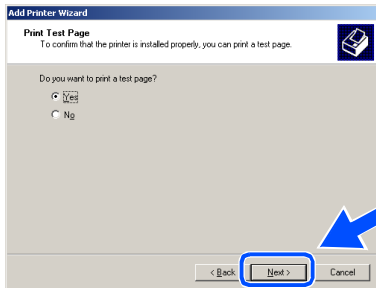 Add Printer Wizard
Print Test Page
To confirm that the printer is installed properly, you can print a test page.
Do you want to print a test page?
Yes
No
< Back
Next >
Cancel